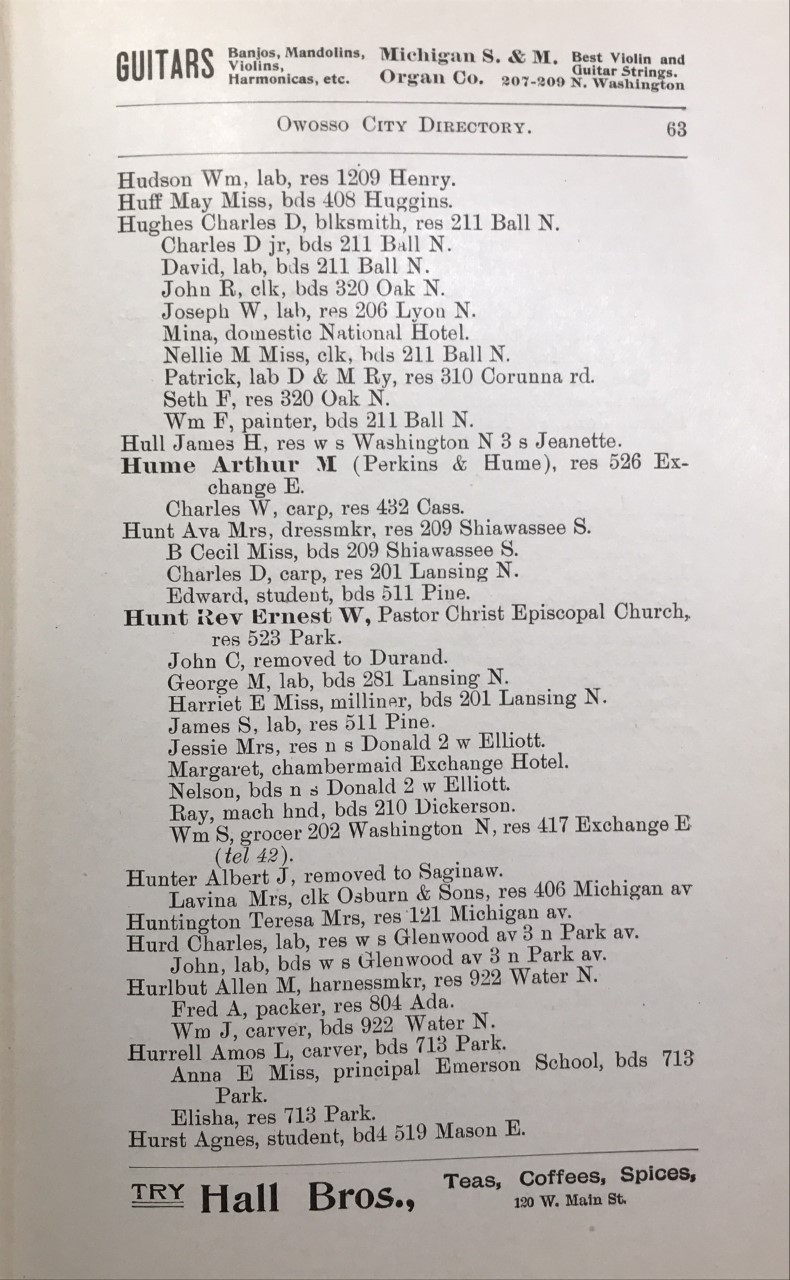 GUITARS Banjos, Mandolins, Violins, Harmonicas, etc. Michigan S. & M. Organ Co. 207-209 Best Violin and Guitar Strings. N. Washington
OWOSSO CITY DIRECTORY. 63
Hudson Wm, lab, res 1209 Henry.
Huff May Miss, bds 408 Huggins.
Hughes Charles D, blksmith, res 211 Ball N.
Charles D jr, bds 211 Ball N.
David, lab, bds 211 Ball N.
John R, clk, bds 320 Oak N.
Joseph W, lab, res 206 Lyon N.
Mina, domestic National Hotel.
Nellie M Miss, clk, bds 211 Ball N.
Patrick, lab D & M Ry, res 310 Corunna rd.
Seth F, res 320 Oak N.
Wm F, painter, bds 211 Ball N.
Hull James H, res w s Washington N 3 s Jeanette.
Hume Arthur M (Perkins & Hume), res 526 Ex-
change E.
Charles W, carp, res 432 Cass.
Hunt Ava Mrs, dressmkr, res 209 Shiawassee S.
B Cecil Miss, bds 209 Shiawassee S.
Charles D, carp, res 201 Lansing N.
Edward, student, bds 511 Pine.
Hunt Rev Ernest W, Pastor Christ Episcopal Church,
res 523 Park.
John C, removed to Durand.
George M, lab, bds 281 Lansing N.
Harriet E Miss, milliner, bds 201 Lansing N.
James S, lab, res 511 Pine.
Jessie Mrs, res n s Donald 2 w Elliott.
Margaret, chambermaid Exchange Hotel.
Nelson, bds n s Donald 2 w Elliott.
Ray, mach hnd, bds 210 Dickerson.
Wm S, grocer 202 Washington N, res 417 Exchange E
(tel 42).
Hunter Albert J, removed to Saginaw.
Lavina Mrs, clk Osburn & Sons, res 406 Michigan av
Huntington Teresa Mrs, res 121 Michigan av.
Hurd Charles, lab, res w s Glenwood av 3 n Park av.
John, lab, bds w s Glenwood av 3 n Park av.
Hurlbut Allen M, harnessmkr, res 922 Water N.
Fred A, packer, res 804 Ada.
Wm J, carver, bds 922 Water N.
Hurrell Amos L, carver, bds 713 Park.
Anna E Miss, principal Emerson School, bds 713
Park.
Elisha, res 713 Park.
Hurst Agnes, student, bd4 519 Mason E.
TRY Hall Bros., Teas, Coffees, Spices,
120 W. Main St.